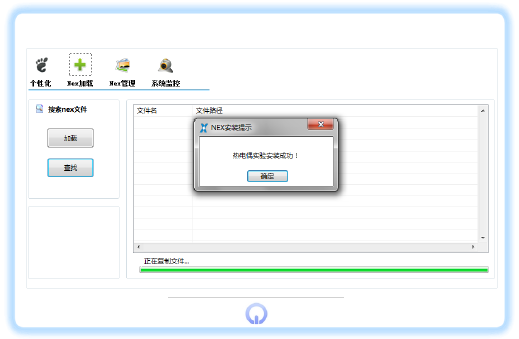 个性化 Nex加载 Nex管理 系统监控
搜索nex文件
加载
查找
文件名 文件路径
NEX安装提示
热电偶实验安装成功！
确定
正在复制文件...